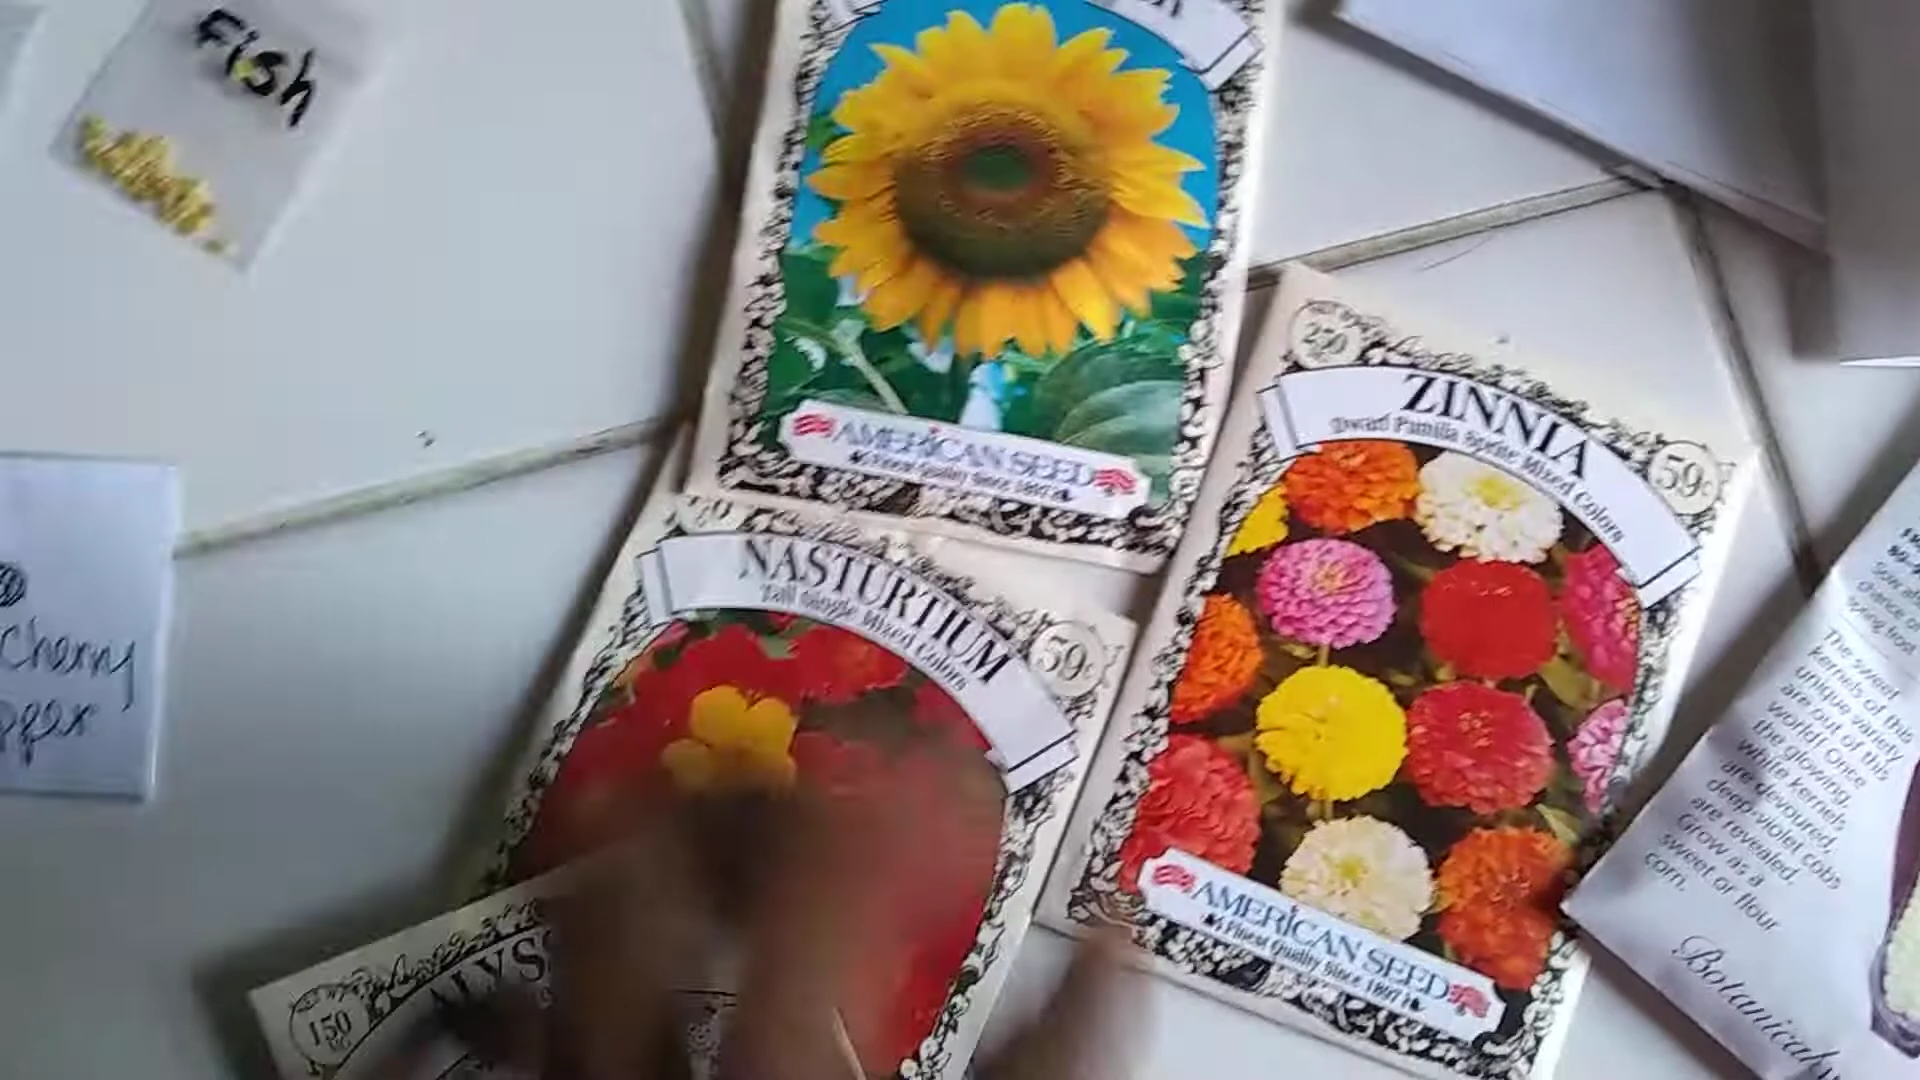 Fish
AMERICAN SEED
Finest Quality Since 1897
250
ZINNIA
Dwarf Pumila Strain Mixed Colors
59¢
AMERICAN SEED
Finest Quality Since 1897
NASTURTIUM
Tall Single Mixed Colors
59¢
Cherry
150
The sweet
kernels of this
unique variety
are out of this
world! Once
the glowing,
white kernels
are devoured,
deep-violet cobs
are revealed.
Grow as a
sweet or flour
corn.